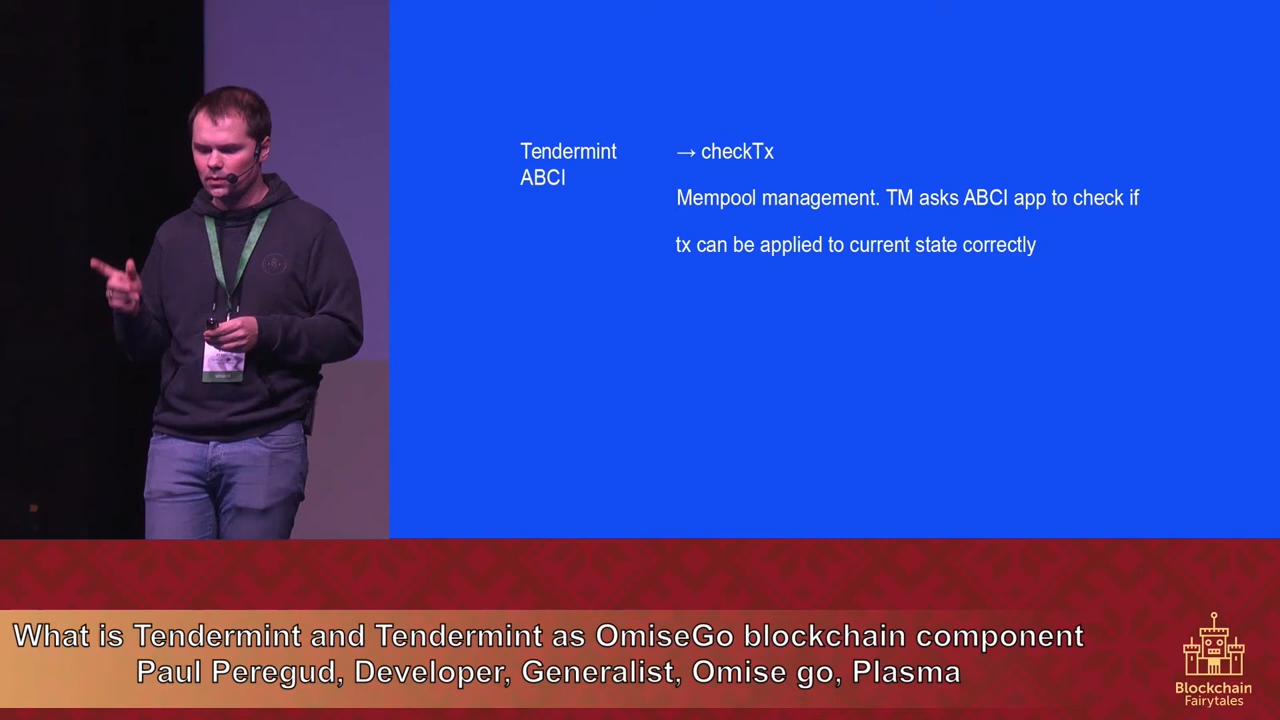 Tendermint
ABCI
→ checkTx
Mempool management. TM asks ABCI app to check if
tx can be applied to current state correctly
What is Tendermint and Tendermint as OmiseGo blockchain component
Paul Peregud, Developer, Generalist, Omise go, Plasma
Blockchain
Fairytales